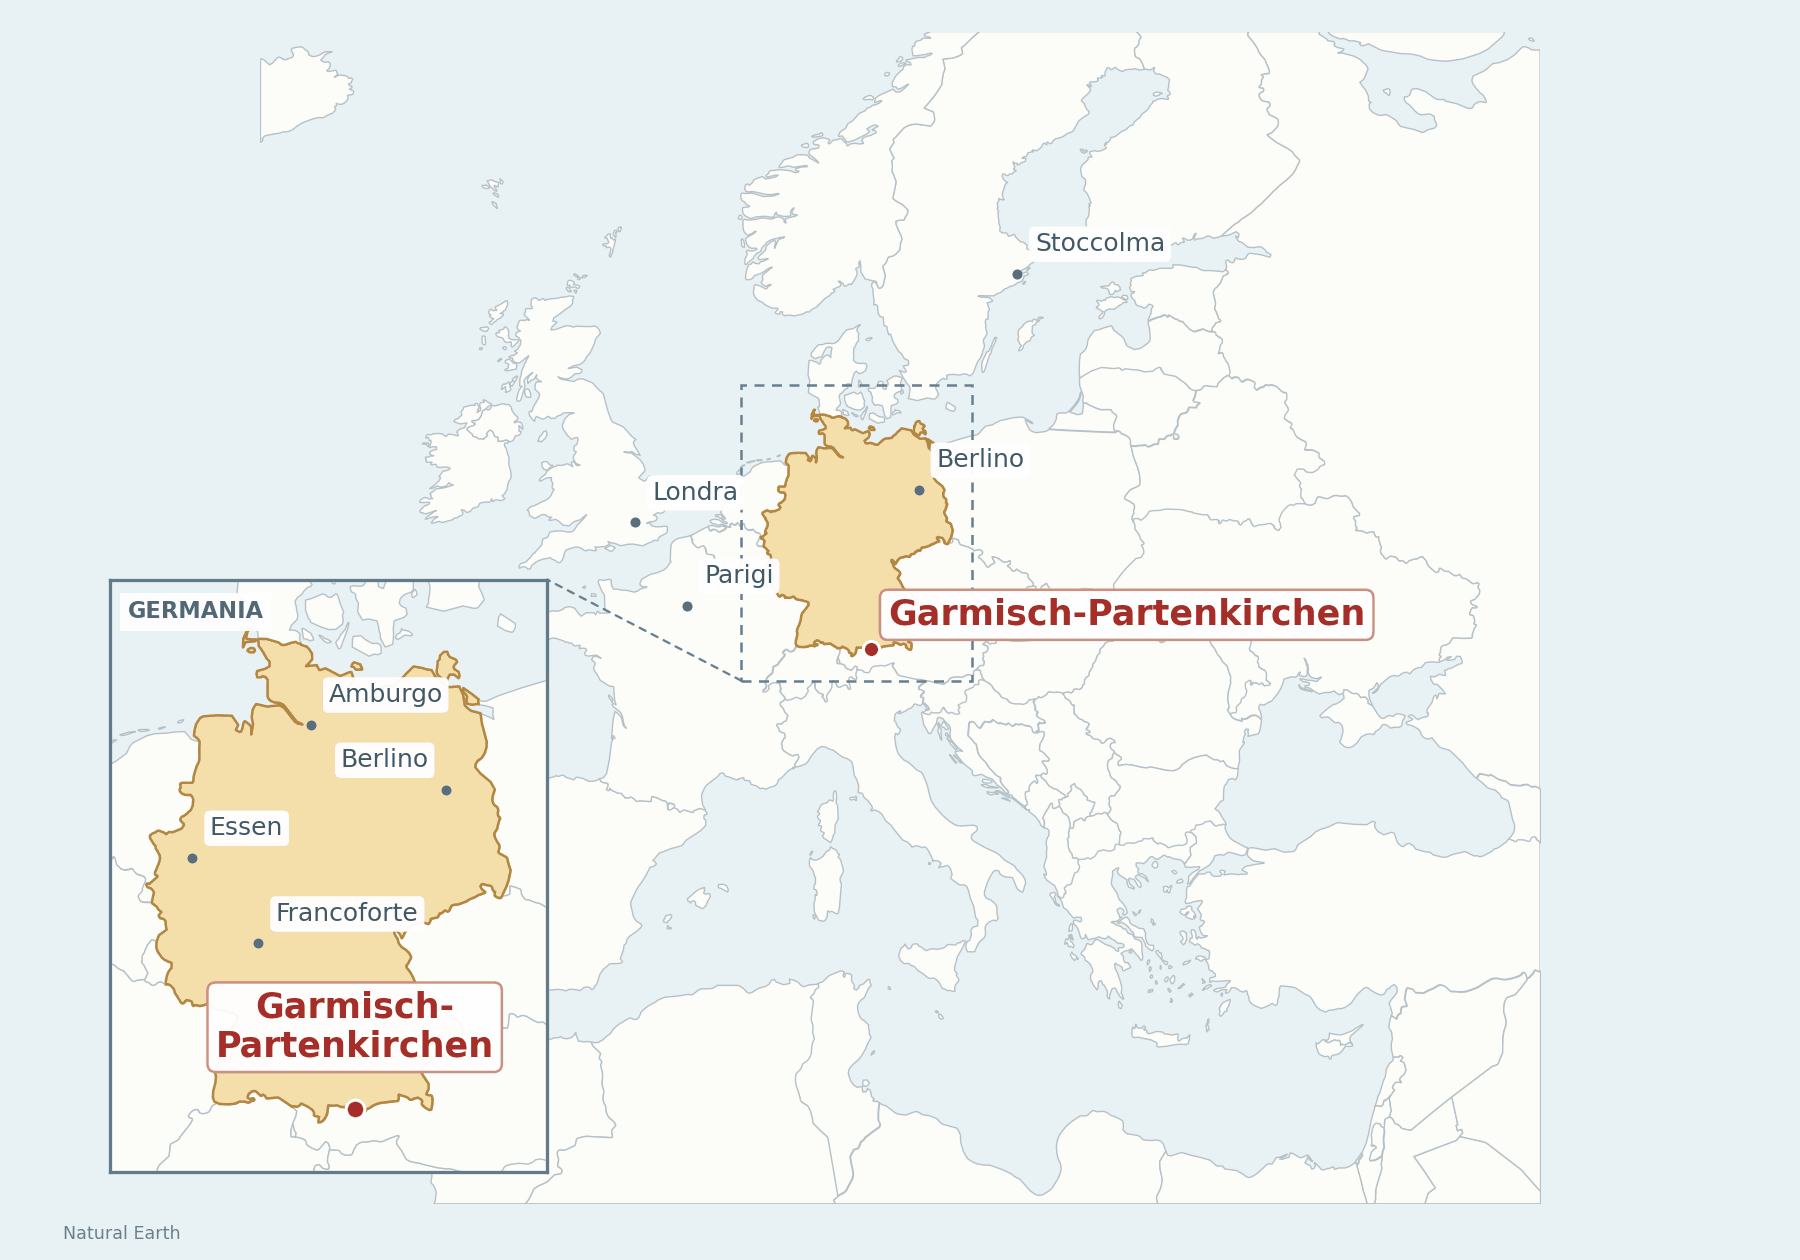 Stoccolma
Berlino
Londra
Parigi
Garmisch-Partenkirchen
GERMANIA
Amburgo
Berlino
Essen
Francoforte
Garmisch-
Partenkirchen
Natural Earth